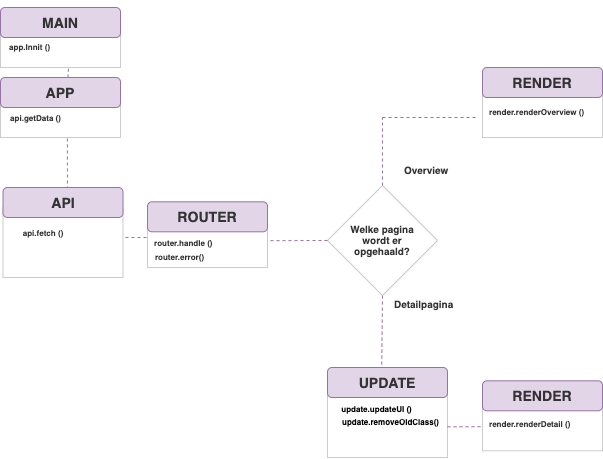 MAIN
app.Innit ()
APP
api.getData ()
API
api.fetch ()
ROUTER
router.handle ()
router.error()
Welke pagina
wordt er
opgehaald?
Overview
RENDER
render.renderOverview ()
Detailpagina
UPDATE
update.updateUI ()
update.removeOldClass()
RENDER
render.renderDetail ()